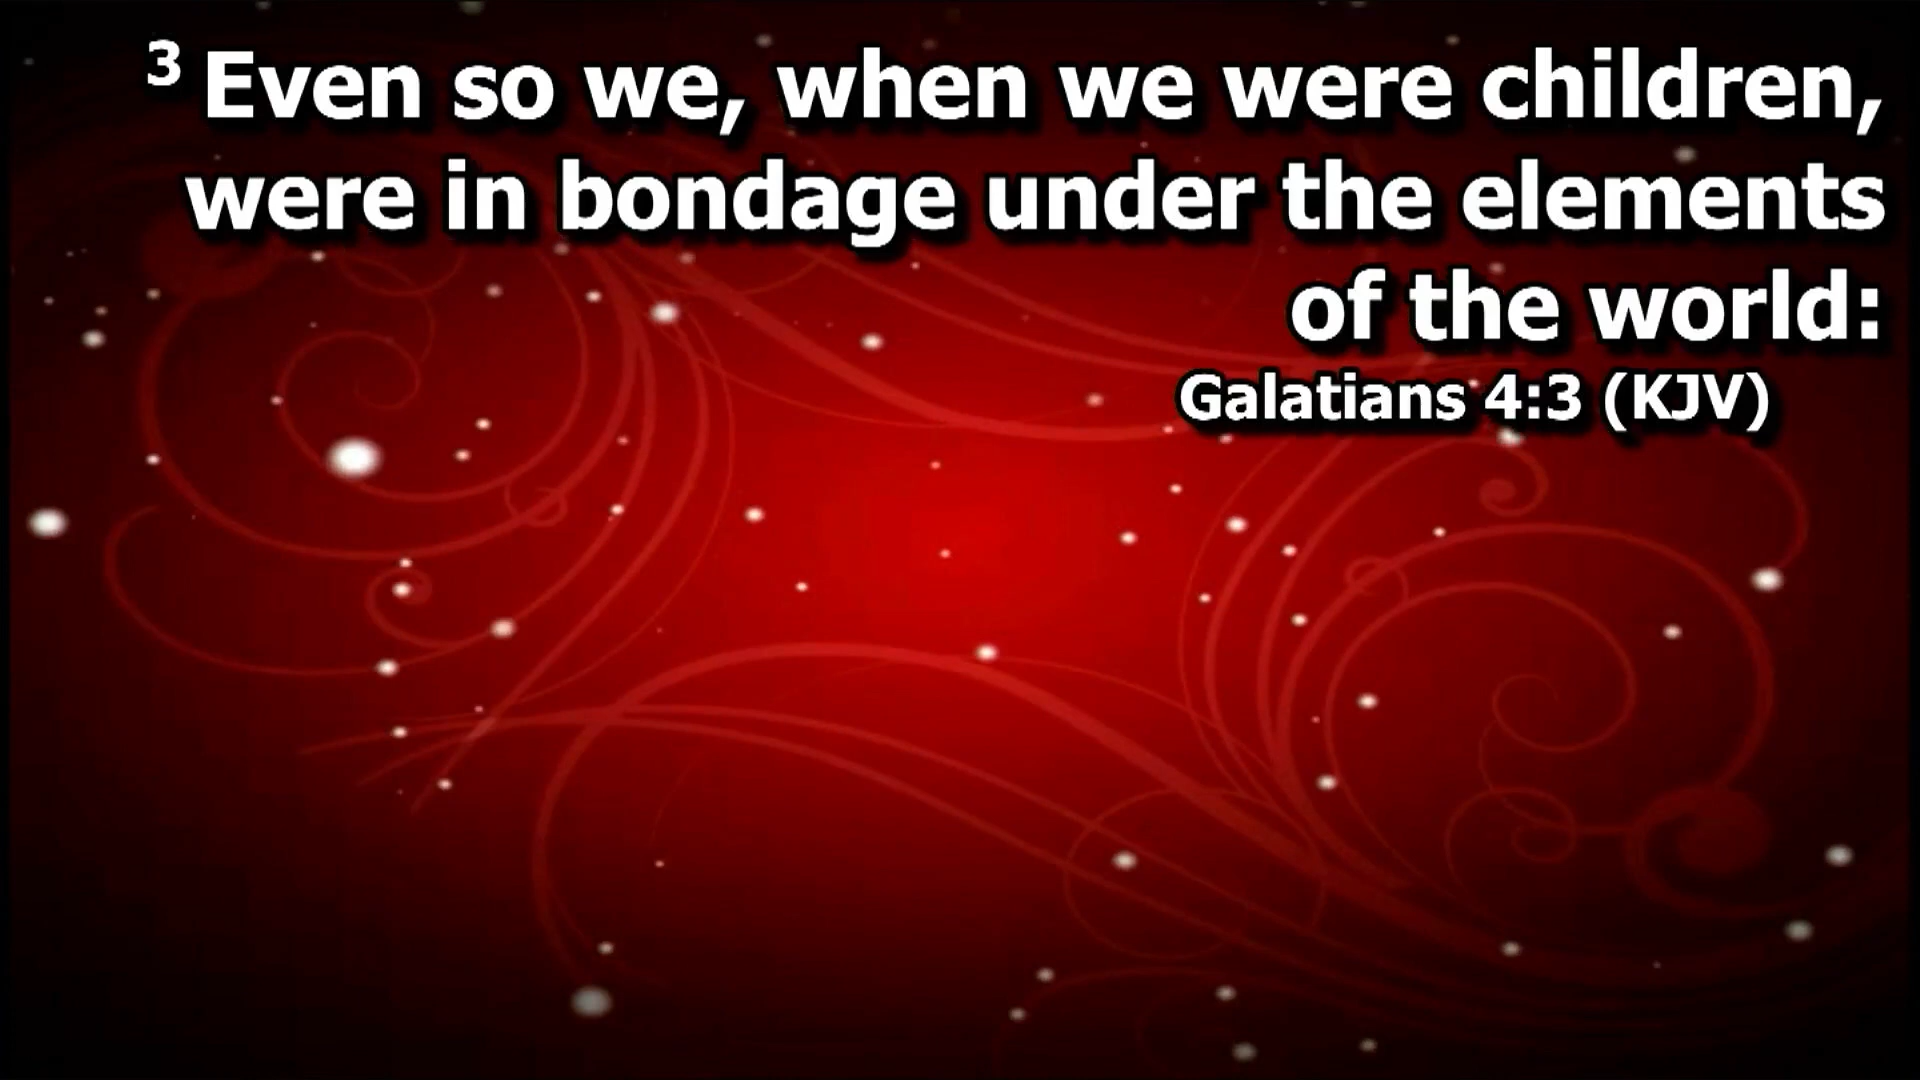 3 Even so we, when we were children,
were in bondage under the elements
of the world:
Galatians 4:3 (KJV)